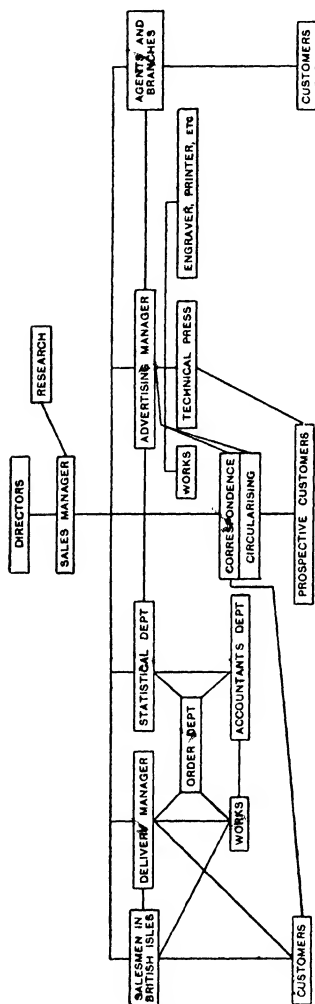 DIRECTORS
RESEARCH
SALES MANAGER
SALESMEN IN
BRITISH ISLES
DELIVERY MANAGER
STATISTICAL DEPT
ADVERTISING MANAGER
AGENTS AND
BRANCHES
ORDER DEPT
WORKS
ACCOUNTANTS DEPT
CORRESPONDENCE
CIRCULARISING
WORKS
TECHNICAL PRESS
ENGRAVER, PRINTER, ETC
CUSTOMERS
PROSPECTIVE CUSTOMERS
CUSTOMERS